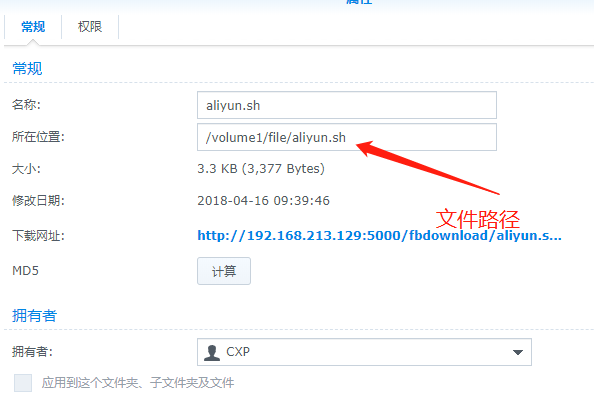 属性
常规 权限
常规
名称: aliyun.sh
所在位置: /volume1/file/aliyun.sh
大小: 3.3 KB (3,377 Bytes)
修改日期: 2018-04-16 09:39:46
文件路径
下载网址: http://192.168.213.129:5000/fbdownload/aliyun.s...
MD5 计算
拥有者
拥有者: CXP
应用到这个文件夹、子文件夹及文件